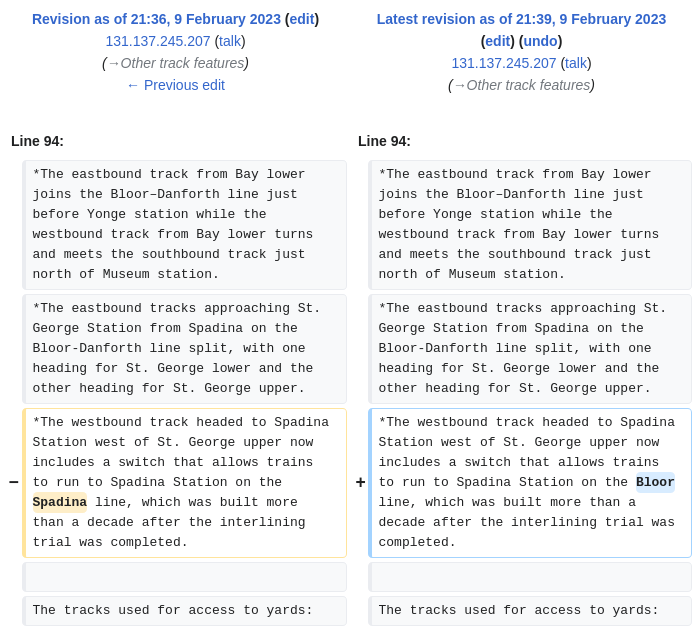 Revision as of 21:36, 9 February 2023 (edit)
131.137.245.207 (talk)
(→Other track features)
← Previous edit
Latest revision as of 21:39, 9 February 2023
(edit) (undo)
131.137.245.207 (talk)
(→Other track features)
Line 94:
*The eastbound track from Bay lower
joins the Bloor–Danforth line just
before Yonge station while the
westbound track from Bay lower turns
and meets the southbound track just
north of Museum station.
*The eastbound tracks approaching St.
George Station from Spadina on the
Bloor-Danforth line split, with one
heading for St. George lower and the
other heading for St. George upper.
−
*The westbound track headed to Spadina
Station west of St. George upper now
includes a switch that allows trains
to run to Spadina Station on the
Spadina line, which was built more
than a decade after the interlining
trial was completed.
The tracks used for access to yards:
Line 94:
*The eastbound track from Bay lower
joins the Bloor–Danforth line just
before Yonge station while the
westbound track from Bay lower turns
and meets the southbound track just
north of Museum station.
*The eastbound tracks approaching St.
George Station from Spadina on the
Bloor-Danforth line split, with one
heading for St. George lower and the
other heading for St. George upper.
+
*The westbound track headed to Spadina
Station west of St. George upper now
includes a switch that allows trains
to run to Spadina Station on the Bloor
line, which was built more than a
decade after the interlining trial was
completed.
The tracks used for access to yards: